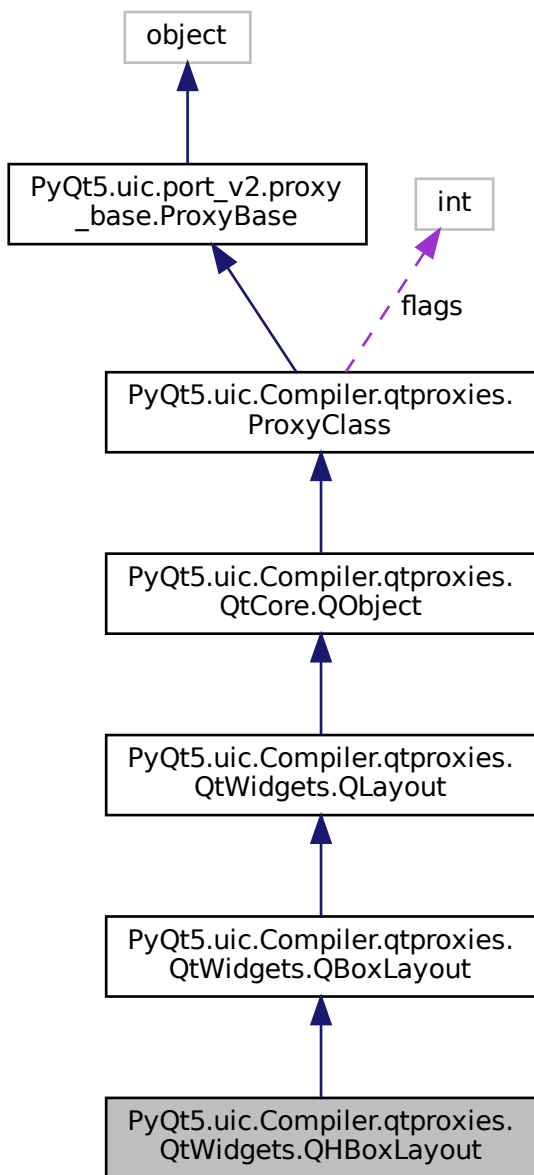 object
PyQt5.uic.port_v2.proxy
_base.ProxyBase
int
flags
PyQt5.uic.Compiler.qtproxies.
ProxyClass
PyQt5.uic.Compiler.qtproxies.
QtCore.QObject
PyQt5.uic.Compiler.qtproxies.
QtWidgets.QLayout
PyQt5.uic.Compiler.qtproxies.
QtWidgets.QBoxLayout
PyQt5.uic.Compiler.qtproxies.
QtWidgets.QHBoxLayout